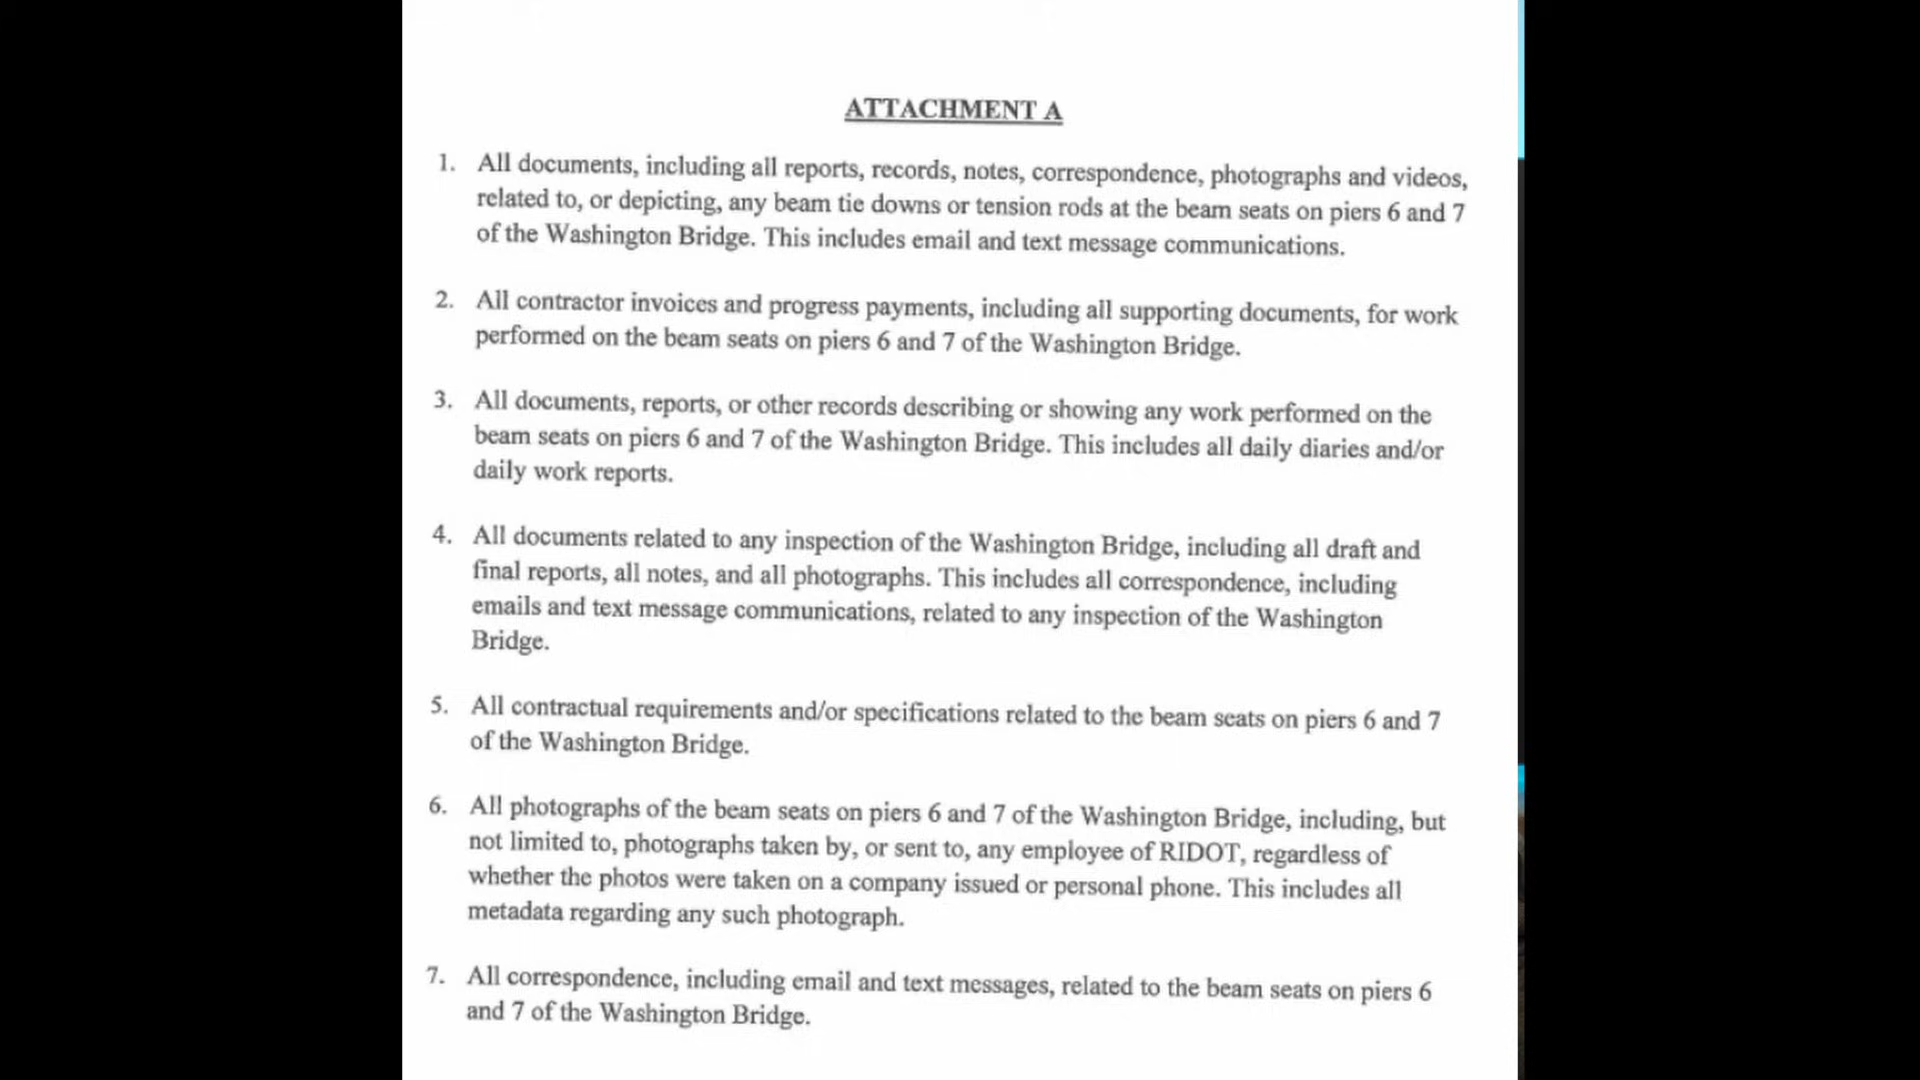 ATTACHMENT A
1. All documents, including all reports, records, notes, correspondence, photographs and videos,
related to, or depicting, any beam tie downs or tension rods at the beam seats on piers 6 and 7
of the Washington Bridge. This includes email and text message communications.
2. All contractor invoices and progress payments, including all supporting documents, for work
performed on the beam seats on piers 6 and 7 of the Washington Bridge.
3. All documents, reports, or other records describing or showing any work performed on the
beam seats on piers 6 and 7 of the Washington Bridge. This includes all daily diaries and/or
daily work reports.
4. All documents related to any inspection of the Washington Bridge, including all draft and
final reports, all notes, and all photographs. This includes all correspondence, including
emails and text message communications, related to any inspection of the Washington
Bridge.
5. All contractual requirements and/or specifications related to the beam seats on piers 6 and 7
of the Washington Bridge.
6. All photographs of the beam seats on piers 6 and 7 of the Washington Bridge, including, but
not limited to, photographs taken by, or sent to, any employee of RIDOT, regardless of
whether the photos were taken on a company issued or personal phone. This includes all
metadata regarding any such photograph.
7. All correspondence, including email and text messages, related to the beam seats on piers 6
and 7 of the Washington Bridge.